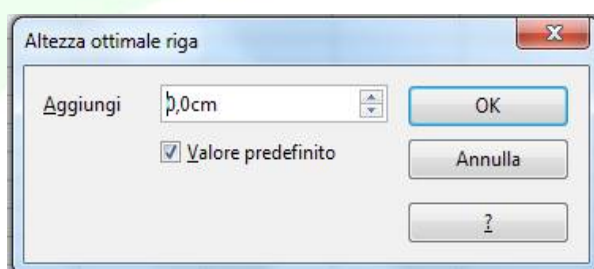 Altezza ottimale riga
Aggiungi 0,0cm OK
Valore predefinito Annulla
?